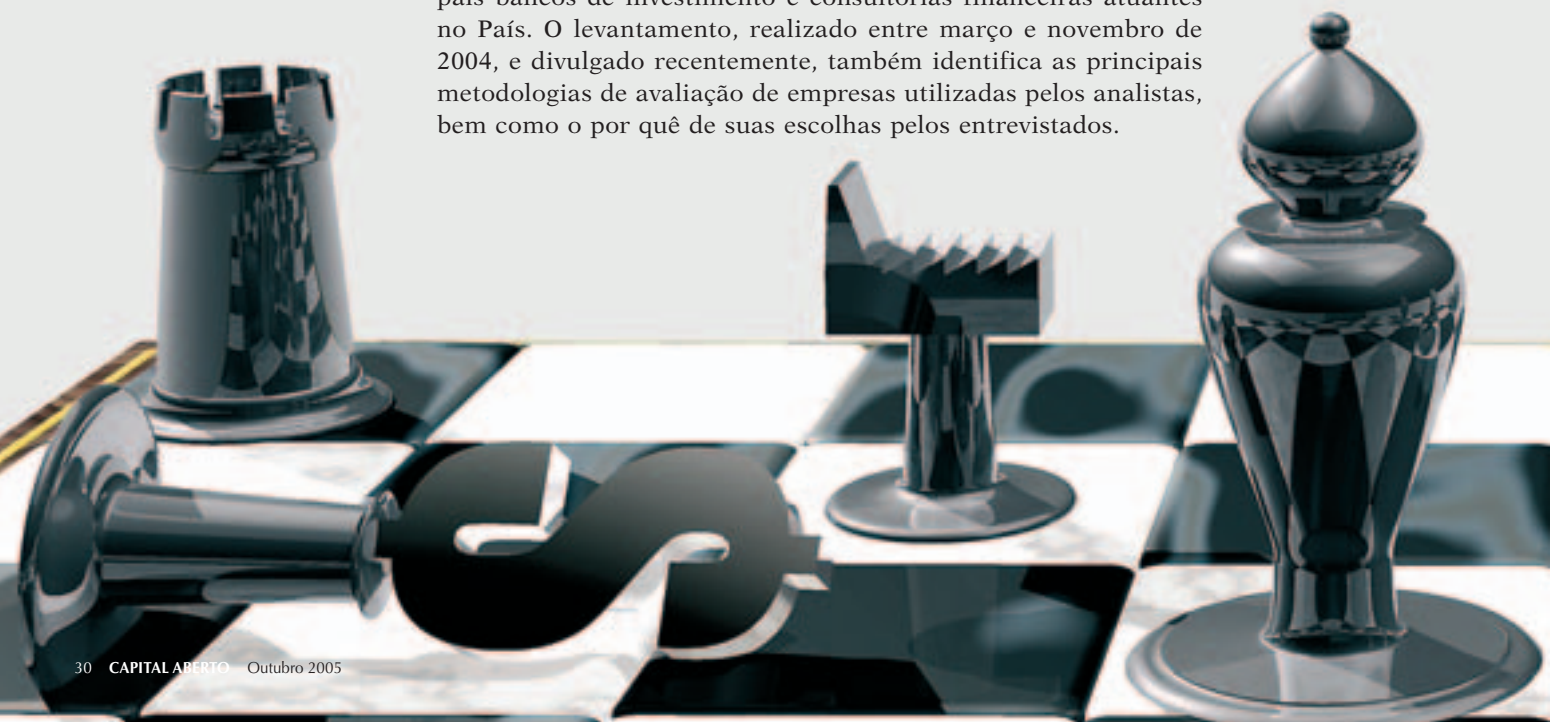 pais bancos de investimento e consultorias financeiras atuantes
no País. O levantamento, realizado entre março e novembro de
2004, e divulgado recentemente, também identifica as principais
metodologias de avaliação de empresas utilizadas pelos analistas,
bem como o por quê de suas escolhas pelos entrevistados.
30 CAPITAL ABERTO Outubro 2005